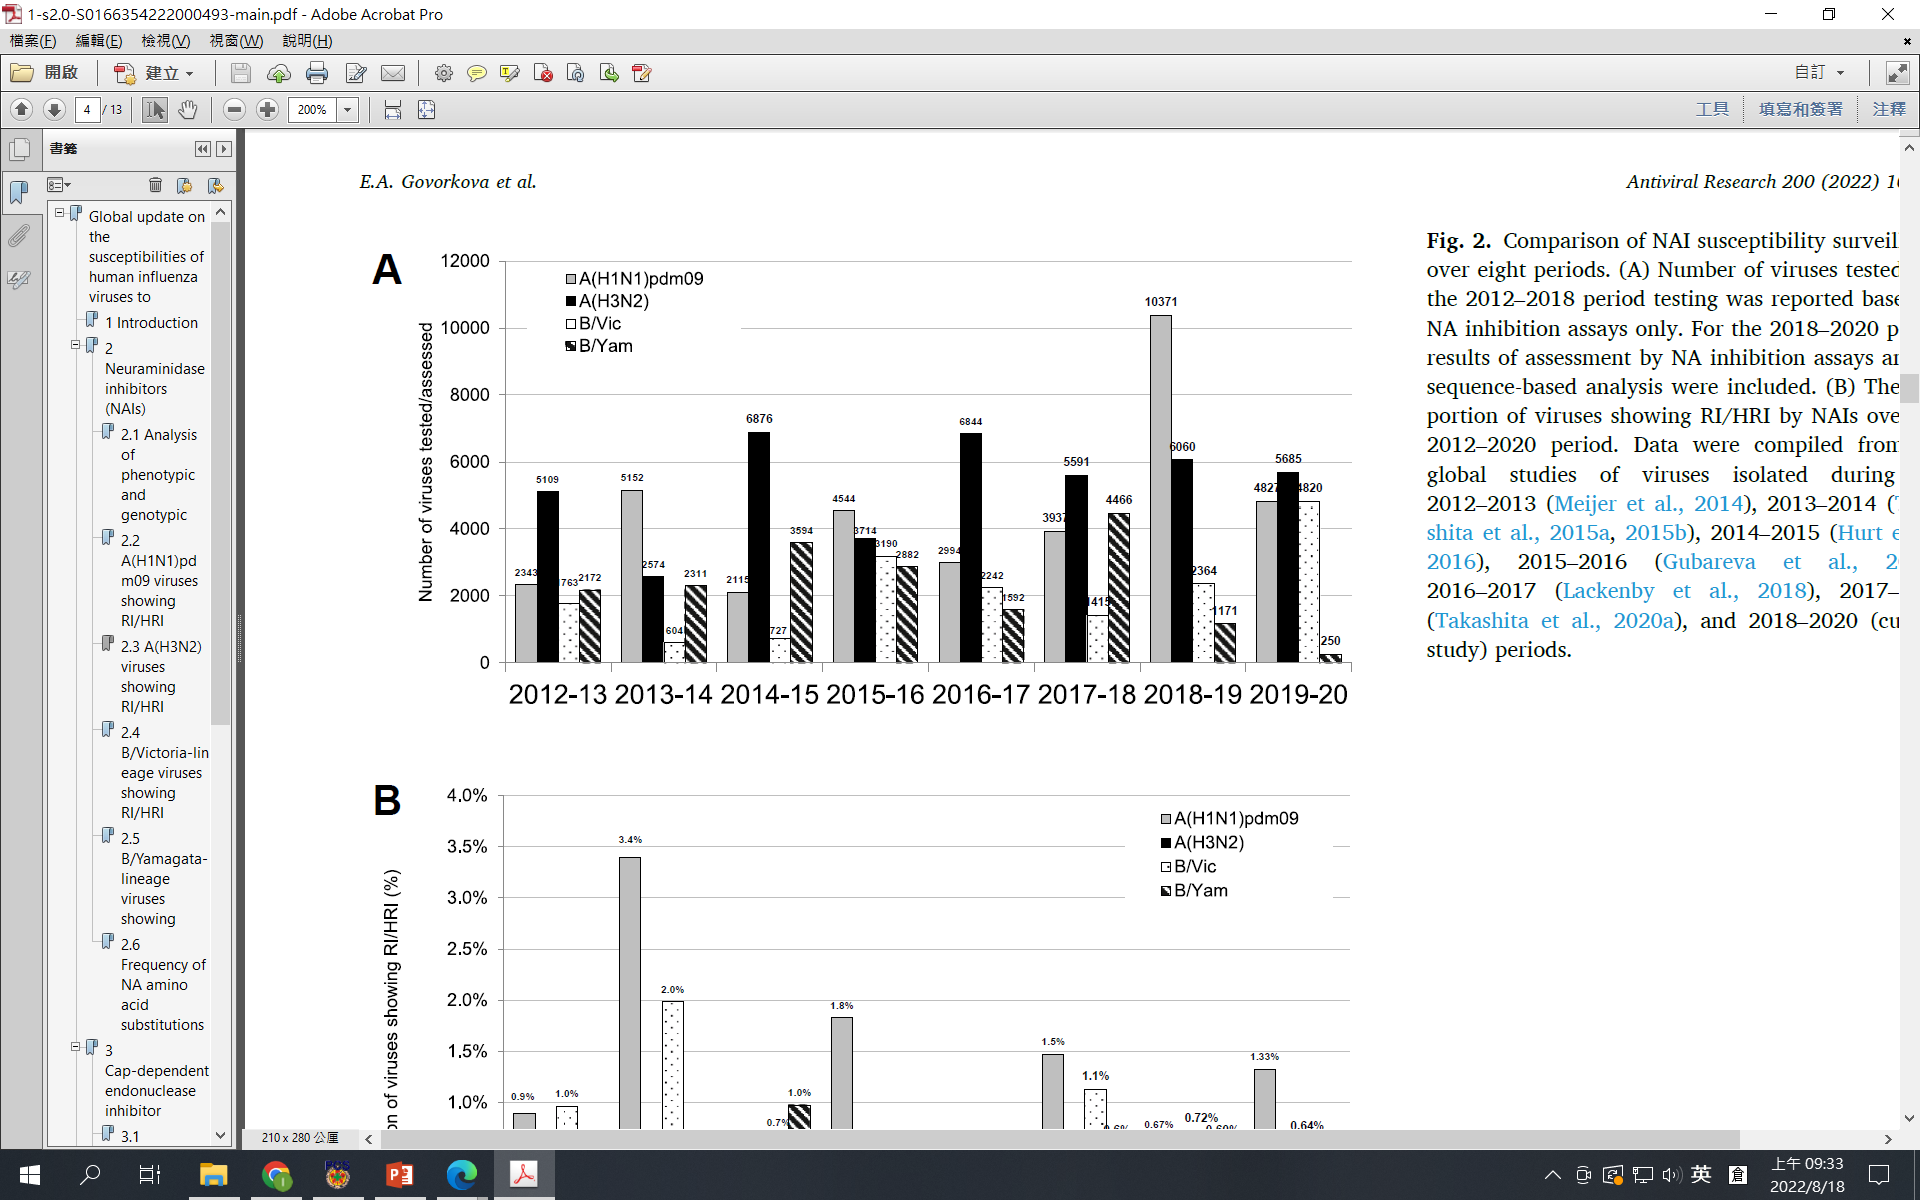 1-s2.0-S0166354222000493-main.pdf - Adobe Acrobat Pro
檔案(F) 編輯(E) 檢視(V) 視窗(W) 說明(H)
開啟 建立 自訂
4 / 13 200% 工具 填寫和簽署 注釋
書籤
Global update on
the
susceptibilities of
human influenza
viruses to
1 Introduction
2
Neuraminidase
inhibitors
(NAIs)
2.1 Analysis
of
phenotypic
and
genotypic
2.2
A(H1N1)pd
m09 viruses
showing
RI/HRI
2.3 A(H3N2)
viruses
showing
RI/HRI
2.4
B/Victoria-lin
eage viruses
showing
RI/HRI
2.5
B/Yamagata-
lineage
viruses
showing
2.6
Frequency of
NA amino
acid
substitutions
3
Cap-dependent
endonuclease
inhibitor
3.1
E.A. Govorkova et al.
Antiviral Research 200 (2022)
A
Number of viruses tested/assessed
12000
10000
8000
6000
4000
2000
0
A(H1N1)pdm09
A(H3N2)
B/Vic
B/Yam
2343 5109 1763 2172
5152 2574 604 2311
2115 6876 727 3594
4544 3714 3190 2882
2994 6844 2242 1592
3937 5591 1415 4466
10371 6060 2364 1171
4827 5685 4820 250
2012-13 2013-14 2014-15 2015-16 2016-17 2017-18 2018-19 2019-20
Fig. 2. Comparison of NAI susceptibility surveil
over eight periods. (A) Number of viruses tested
the 2012–2018 period testing was reported base
NA inhibition assays only. For the 2018–2020 p
results of assessment by NA inhibition assays a
sequence-based analysis were included. (B) The
portion of viruses showing RI/HRI by NAIs ove
2012–2020 period. Data were compiled from
global studies of viruses isolated during
2012–2013 (Meijer et al., 2014), 2013–2014 (
shita et al., 2015a, 2015b), 2014–2015 (Hurt e
2016), 2015–2016 (Gubareva et al., 2
2016–2017 (Lackenby et al., 2018), 2017–
(Takashita et al., 2020a), and 2018–2020 (cu
study) periods.
B
on of viruses showing RI/HRI (%)
4.0%
3.5%
3.0%
2.5%
2.0%
1.5%
1.0%
A(H1N1)pdm09
A(H3N2)
B/Vic
B/Yam
0.9% 1.0%
3.4% 2.0%
0.7% 1.0%
1.8%
1.5% 1.1%
0.67% 0.72%
1.33% 0.64%
210 x 280 公厘
英 倉
上午 09:33
2022/8/18